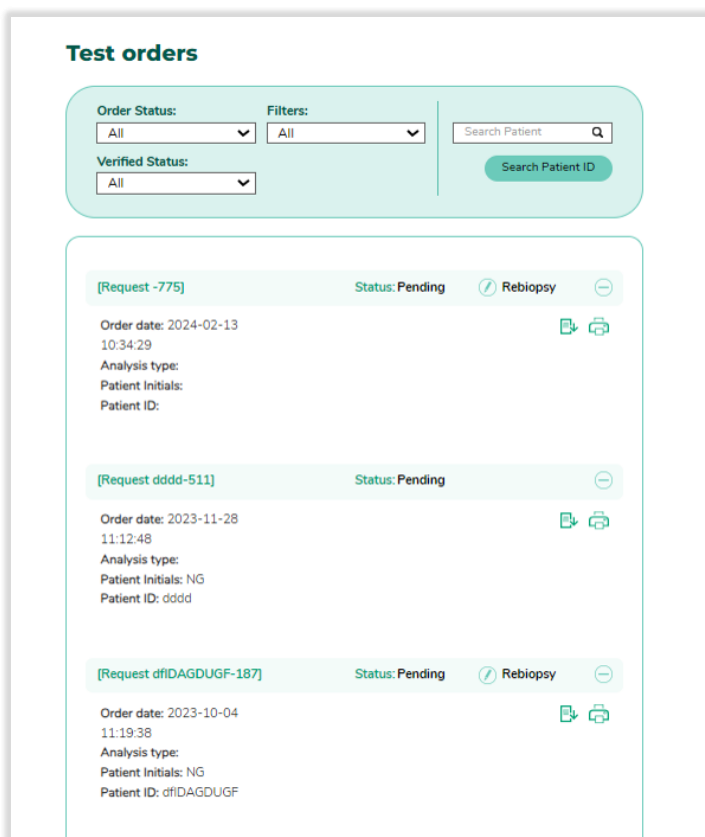 Test orders
Order Status:
Filters:
All
All
Search Patient
Verified Status:
Search Patient ID
All
[Request -775]
Status: Pending
Rebiopsy
Order date: 2024-02-13
10:34:29
Analysis type:
Patient Initials:
Patient ID:
[Request dddd-511]
Status: Pending
Order date: 2023-11-28
11:12:48
Analysis type:
Patient Initials: NG
Patient ID: dddd
[Request dflDAGDUGF-187]
Status: Pending
Rebiopsy
Order date: 2023-10-04
11:19:38
Analysis type:
Patient Initials: NG
Patient ID: dflDAGDUGF